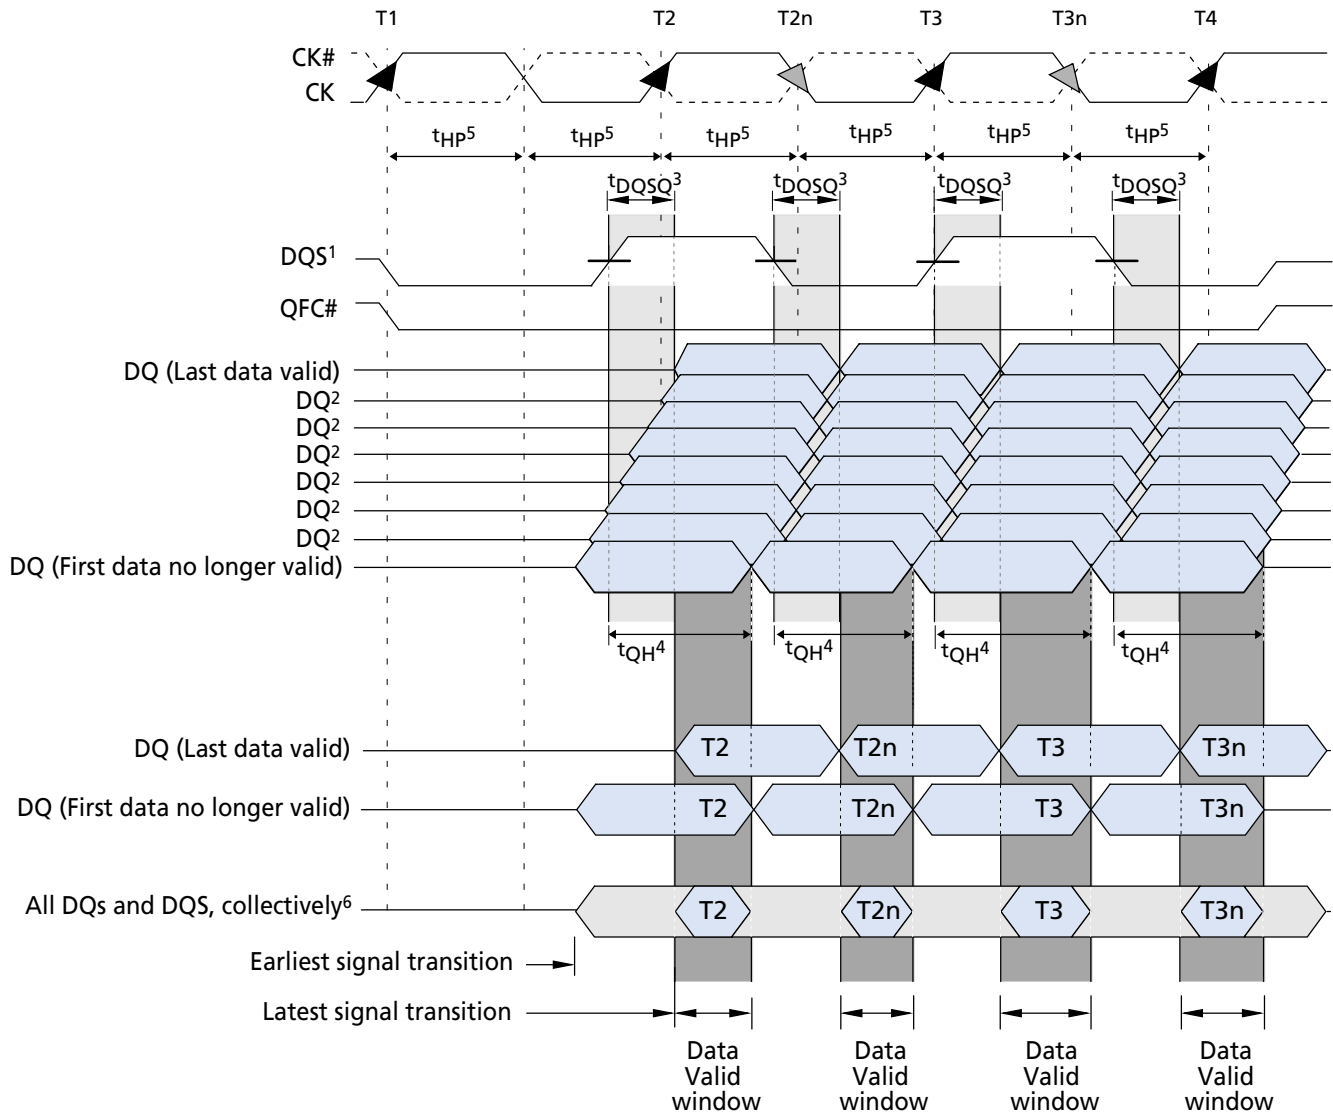 T1 T2 T2n T3 T3n T4
CK#
CK
tHP5 tHP5 tHP5 tHP5 tHP5 tHP5
tDQSQ3 tDQSQ3 tDQSQ3 tDQSQ3
DQS1
QFC#
DQ (Last data valid)
DQ2
DQ2
DQ2
DQ2
DQ2
DQ2
DQ (First data no longer valid)
tQH4 tQH4 tQH4 tQH4
DQ (Last data valid) T2 T2n T3 T3n
DQ (First data no longer valid) T2 T2n T3 T3n
All DQs and DQS, collectively6 T2 T2n T3 T3n
Earliest signal transition
Latest signal transition
Data Data Data Data
Valid Valid Valid Valid
window window window window